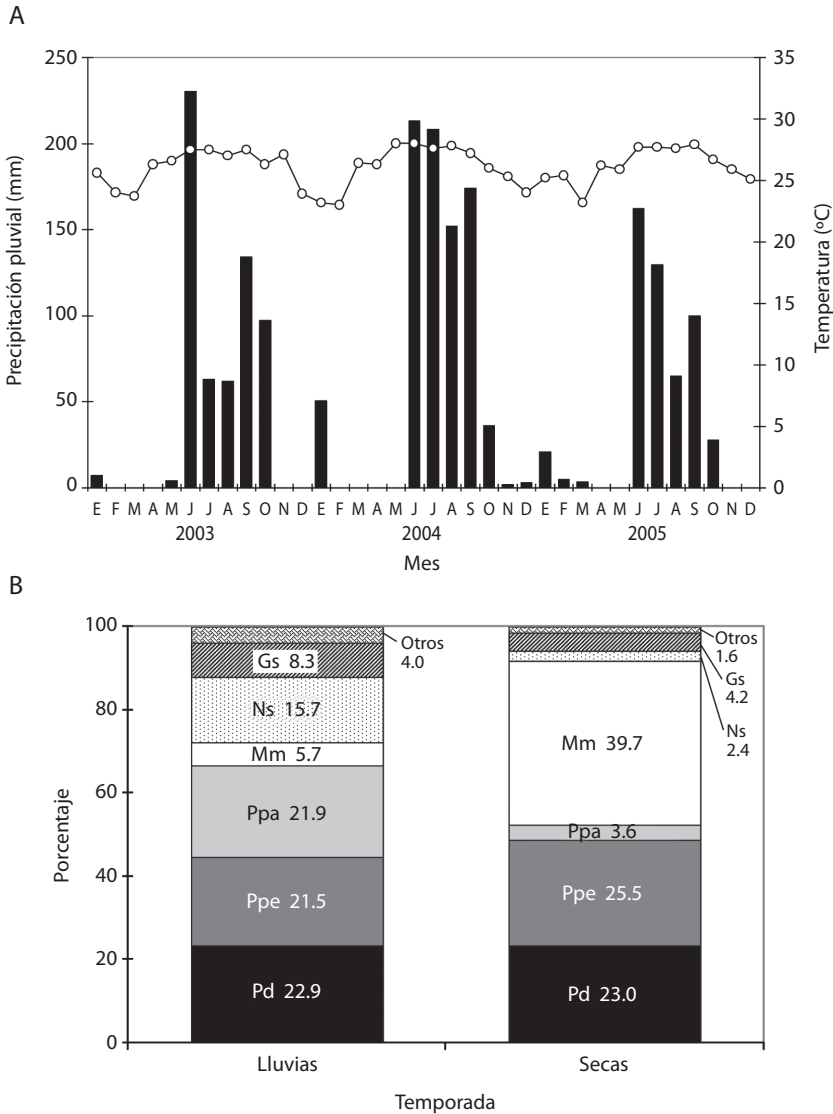 A
Precipitación pluvial (mm)
250
200
150
100
50
0
35
30
25
20
15
10
5
0
Temperatura (ºC)
E F M A M J J A S O N D E F M A M J J A S O N D E F M A M J J A S O N D
2003 2004 2005
Mes
B
Porcentaje
100
80
60
40
20
0
Otros
4.0
Gs 8.3
Ns 15.7
Mm 5.7
Ppa 21.9
Ppe 21.5
Pd 22.9
Otros
1.6
Gs
4.2
Ns
2.4
Mm 39.7
Ppa 3.6
Ppe 25.5
Pd 23.0
Lluvias Secas
Temporada